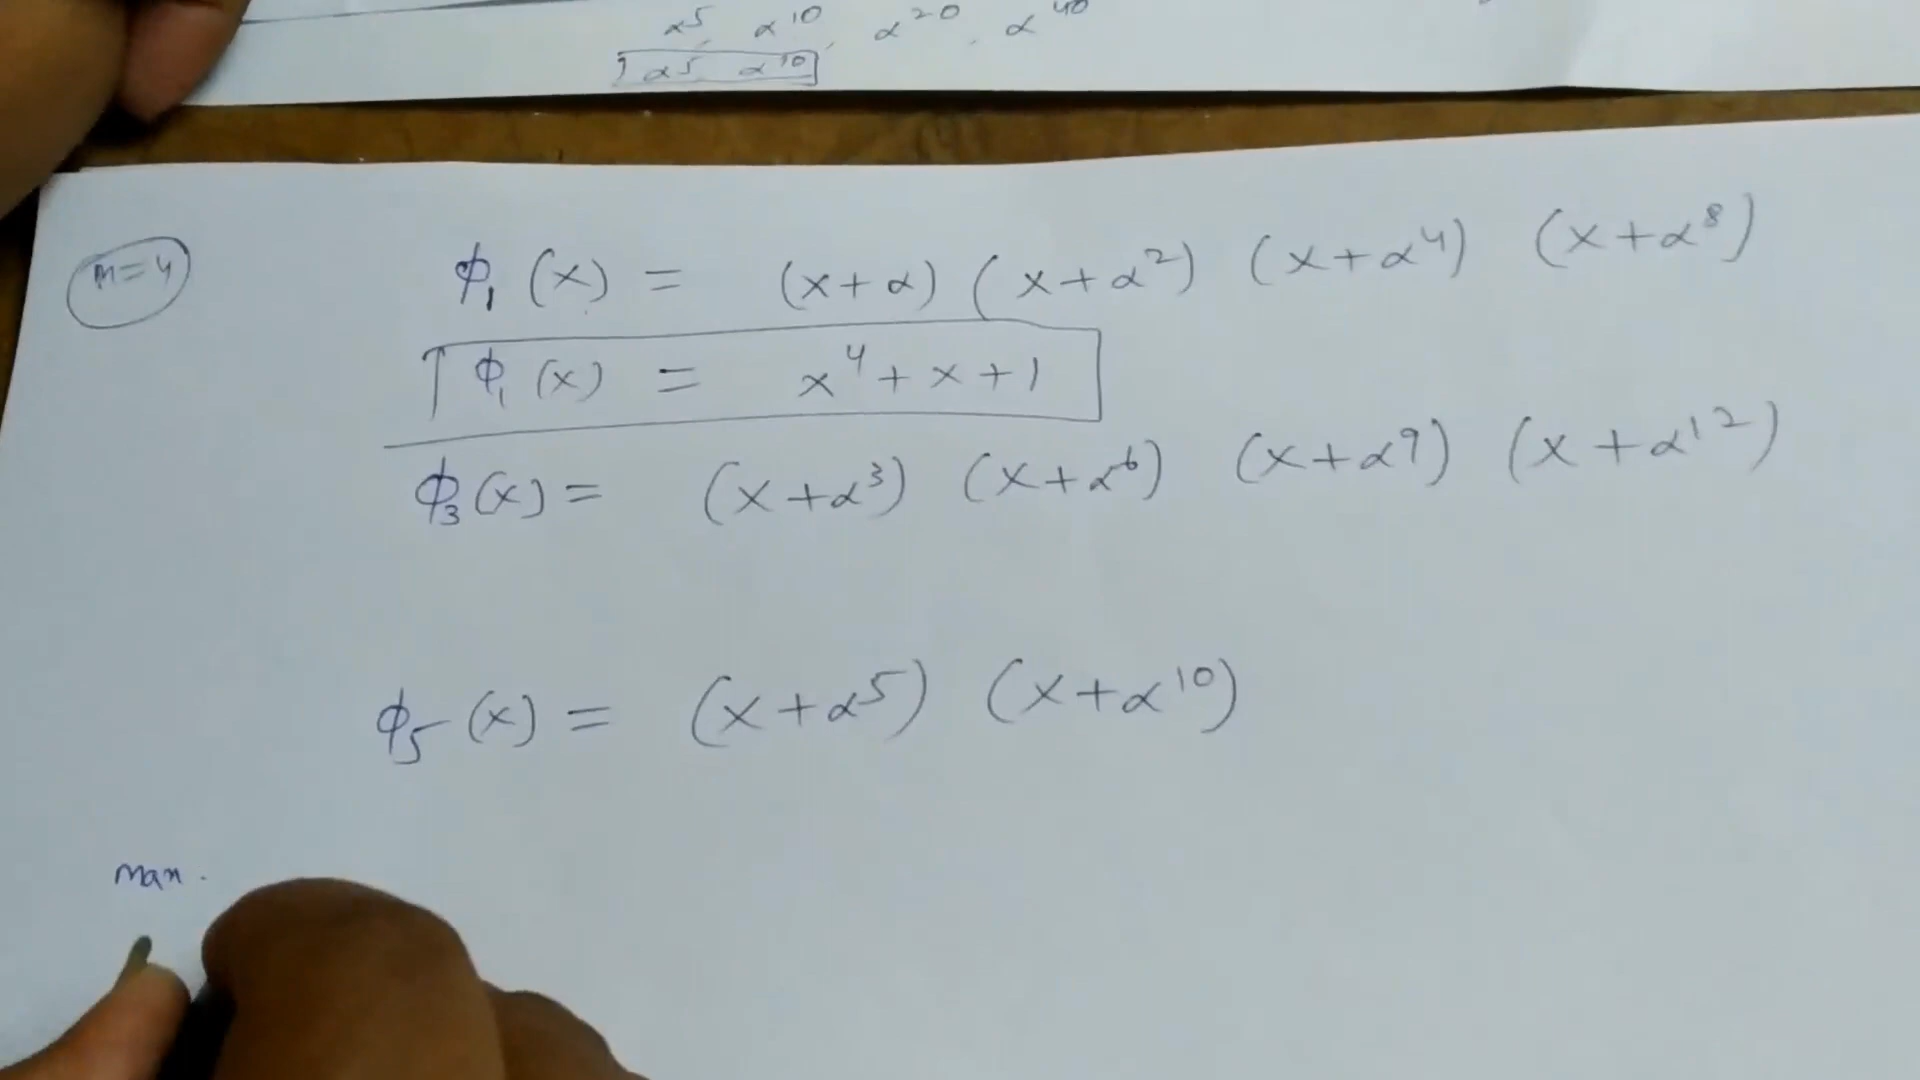 α⁵, α¹⁰, α²⁰, α⁴⁰
α⁵ α¹⁰
m=4
ϕ₁(x) = (x+α) (x+α²) (x+α⁴) (x+α⁸)
ϕ₁(x) = x⁴+x+1
ϕ₃(x) = (x+α³) (x+α⁶) (x+α⁹) (x+α¹²)
ϕ₅(x) = (x+α⁵) (x+α¹⁰)
Man.